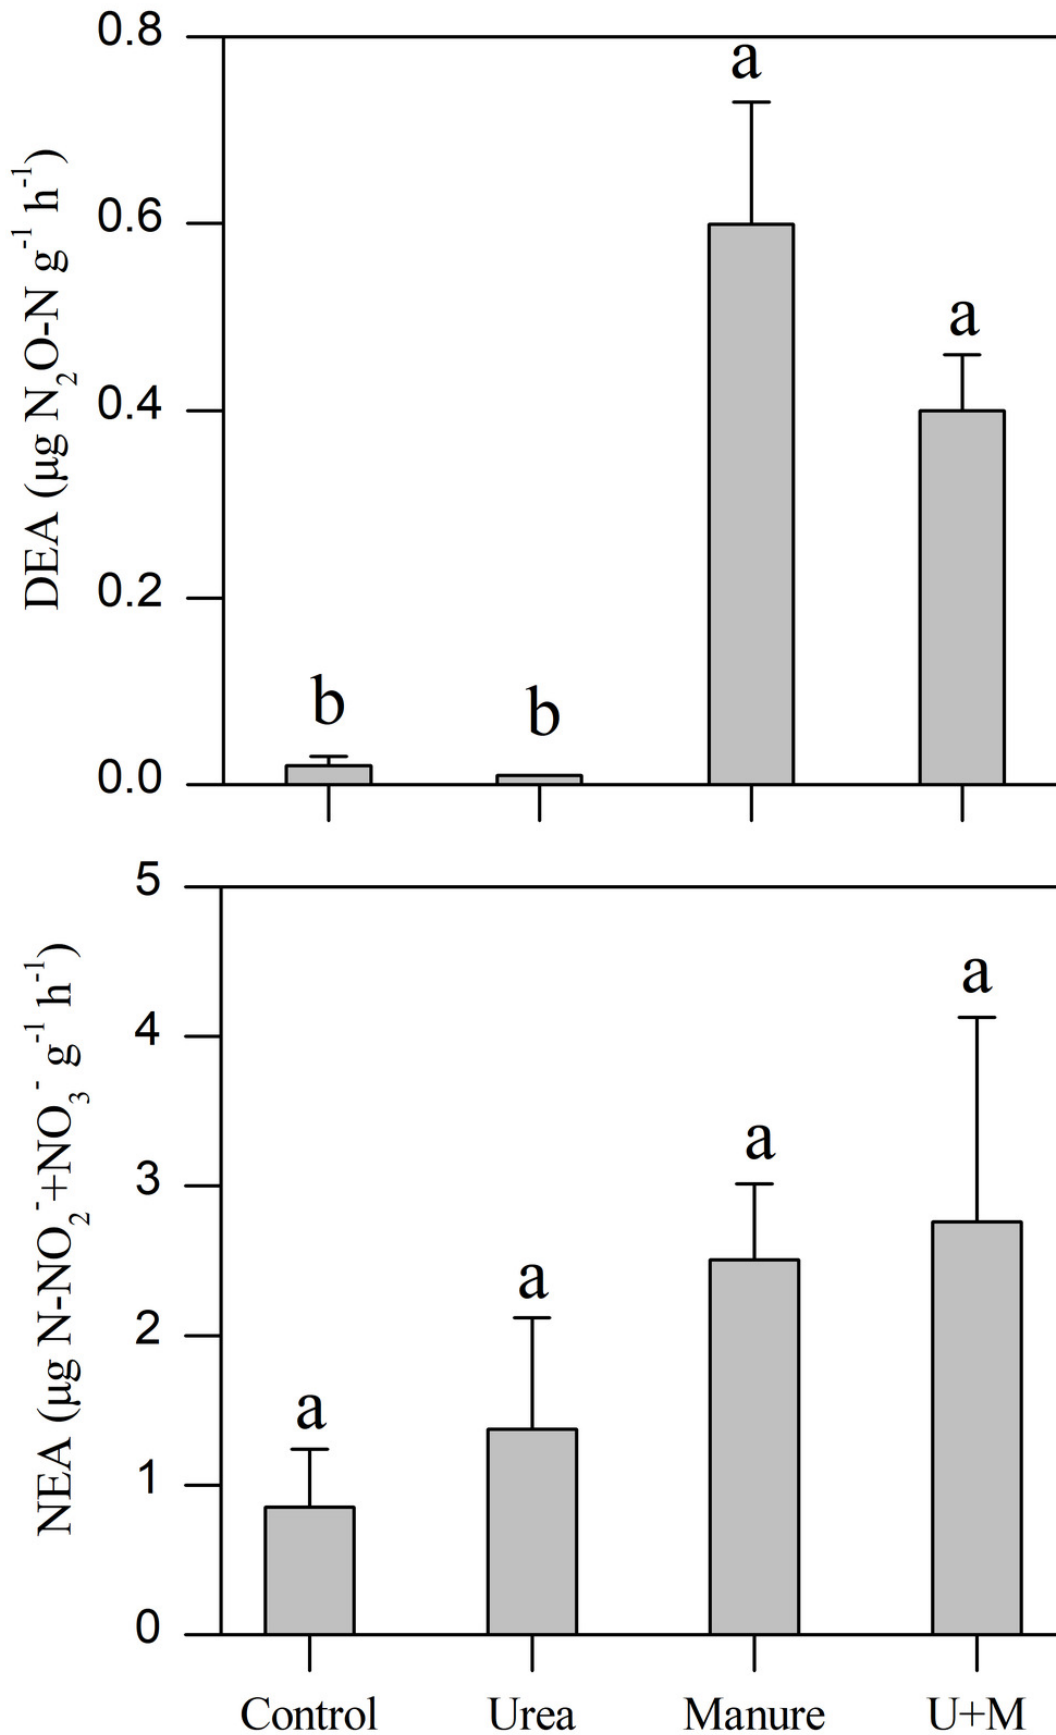 DEA (µg N₂O-N g⁻¹ h⁻¹)
0.8
0.6
0.4
0.2
0.0
b
b
a
a
NEA (µg N-NO₂⁻+NO₃⁻ g⁻¹ h⁻¹)
5
4
3
2
1
0
a
a
a
a
Control Urea Manure U+M